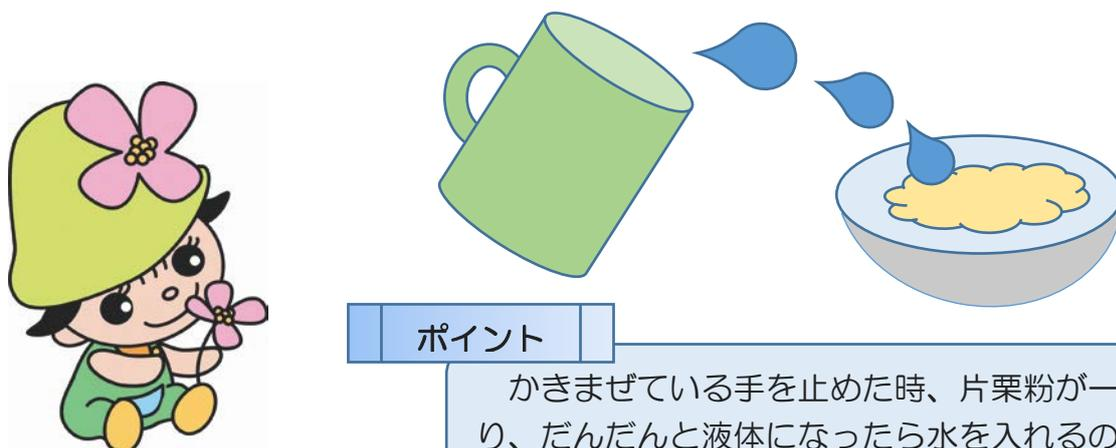 ポイント
かきまぜている手を止めた時、片栗粉が一
り、だんだんと液体になったら水を入れるの